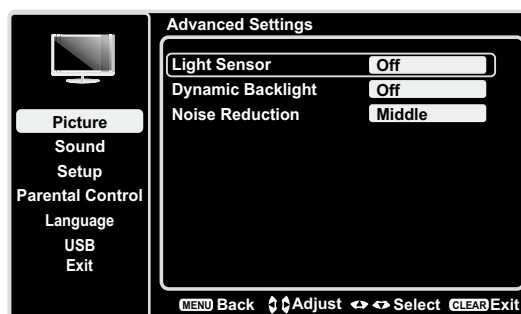 Advanced Settings
Light Sensor Off
Dynamic Backlight Off
Noise Reduction Middle
Picture
Sound
Setup
Parental Control
Language
USB
Exit
MENU Back Adjust Select CLEAR Exit